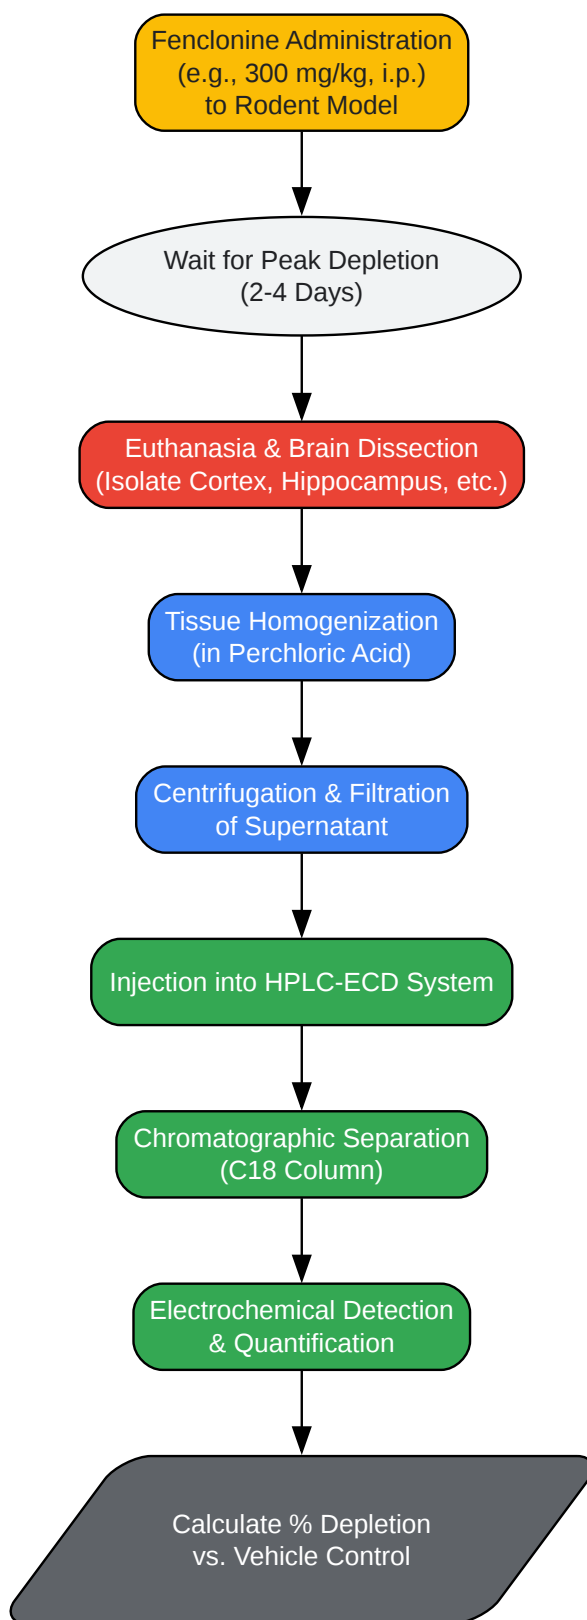 Fenclonine Administration
(e.g., 300 mg/kg, i.p.)
to Rodent Model
Wait for Peak Depletion
(2-4 Days)
Euthanasia & Brain Dissection
(Isolate Cortex, Hippocampus, etc.)
Tissue Homogenization
(in Perchloric Acid)
Centrifugation & Filtration
of Supernatant
Injection into HPLC-ECD System
Chromatographic Separation
(C18 Column)
Electrochemical Detection
& Quantification
Calculate % Depletion
vs. Vehicle Control